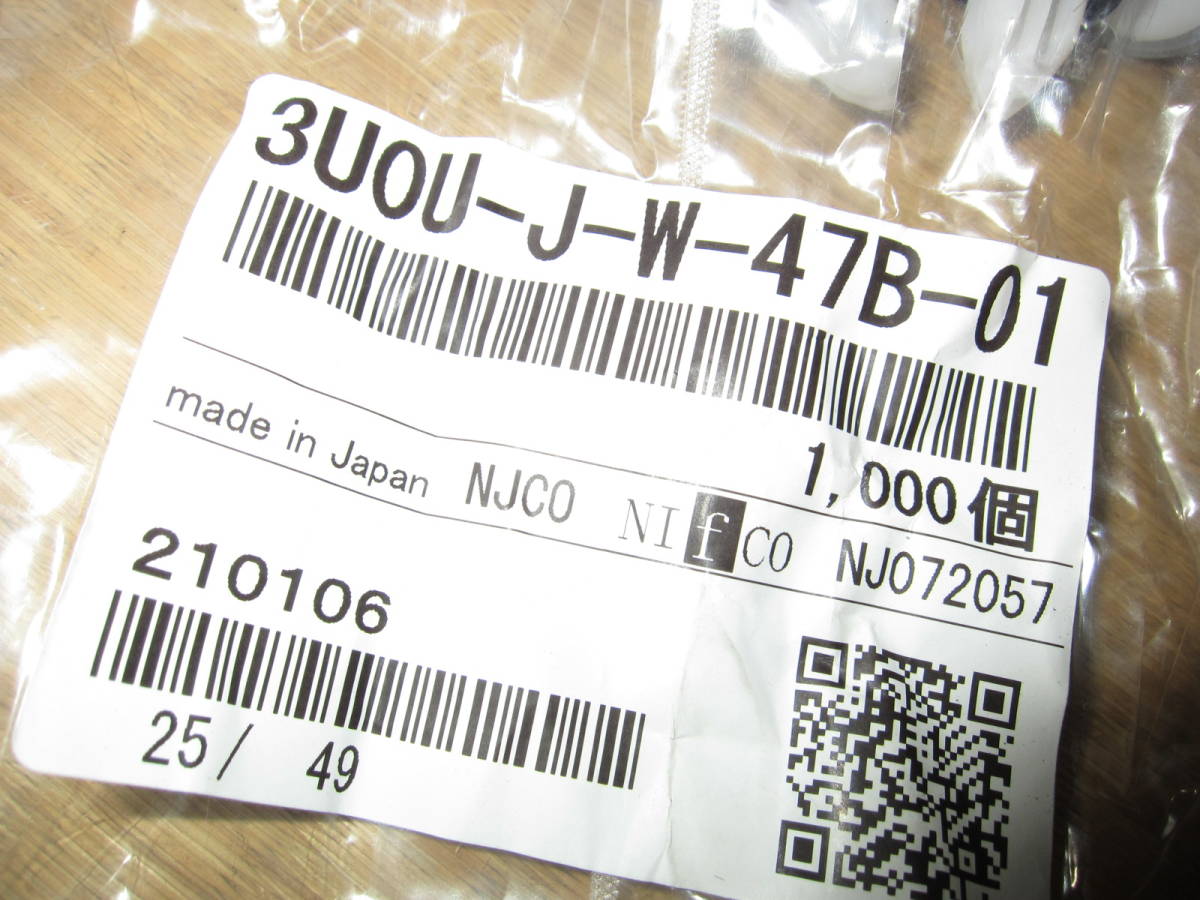 3U0U-J-W-47B-01
1,000個
made in Japan NJCO NIfCO NJ072057
210106
25/ 49